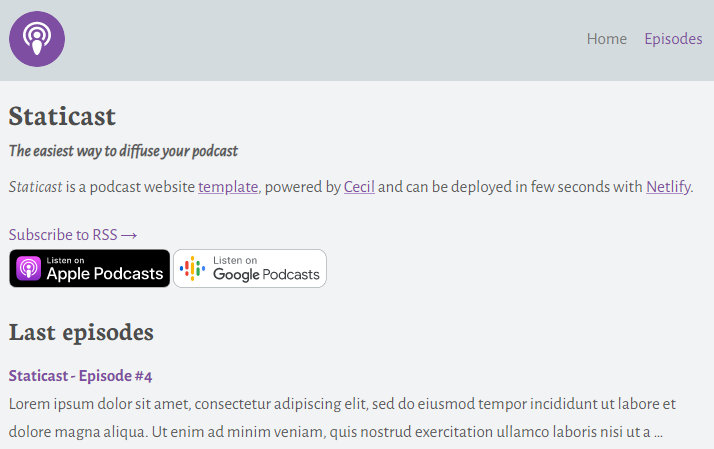 Home Episodes
Staticast
The easiest way to diffuse your podcast
Staticast is a podcast website template, powered by Cecil and can be deployed in few seconds with Netlify.
Subscribe to RSS →
Listen on
Apple Podcasts
Listen on
Google Podcasts
Last episodes
Staticast - Episode #4
Lorem ipsum dolor sit amet, consectetur adipiscing elit, sed do eiusmod tempor incididunt ut labore et
dolore magna aliqua. Ut enim ad minim veniam, quis nostrud exercitation ullamco laboris nisi ut a ...